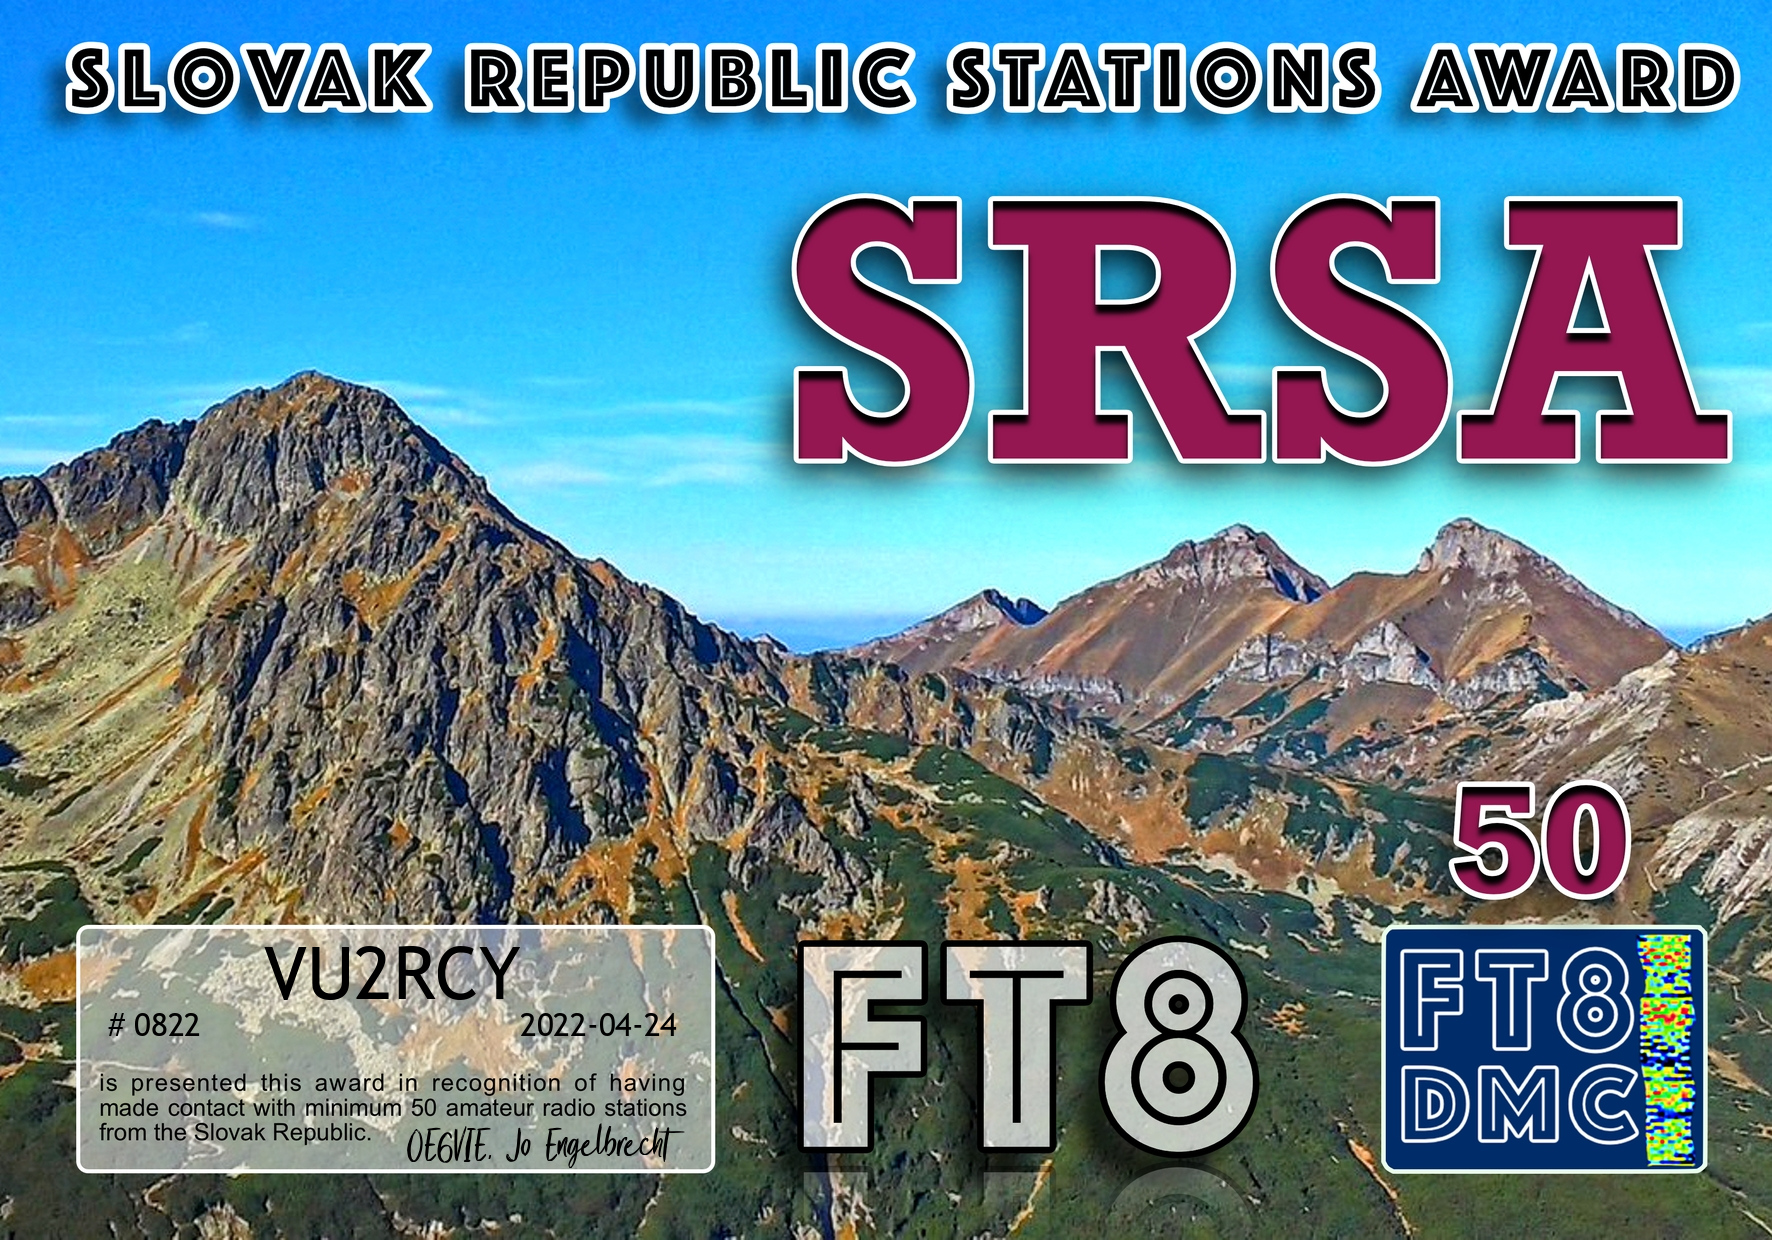 SLOVAK REPUBLIC STATIONS AWARD
SRSA
50
VU2RCY
# 0822 2022-04-24
is presented this award in recognition of having
made contact with minimum 50 amateur radio stations
from the Slovak Republic.
OE6VIE. Jo Engelbrecht
FT8
FT8
DMC